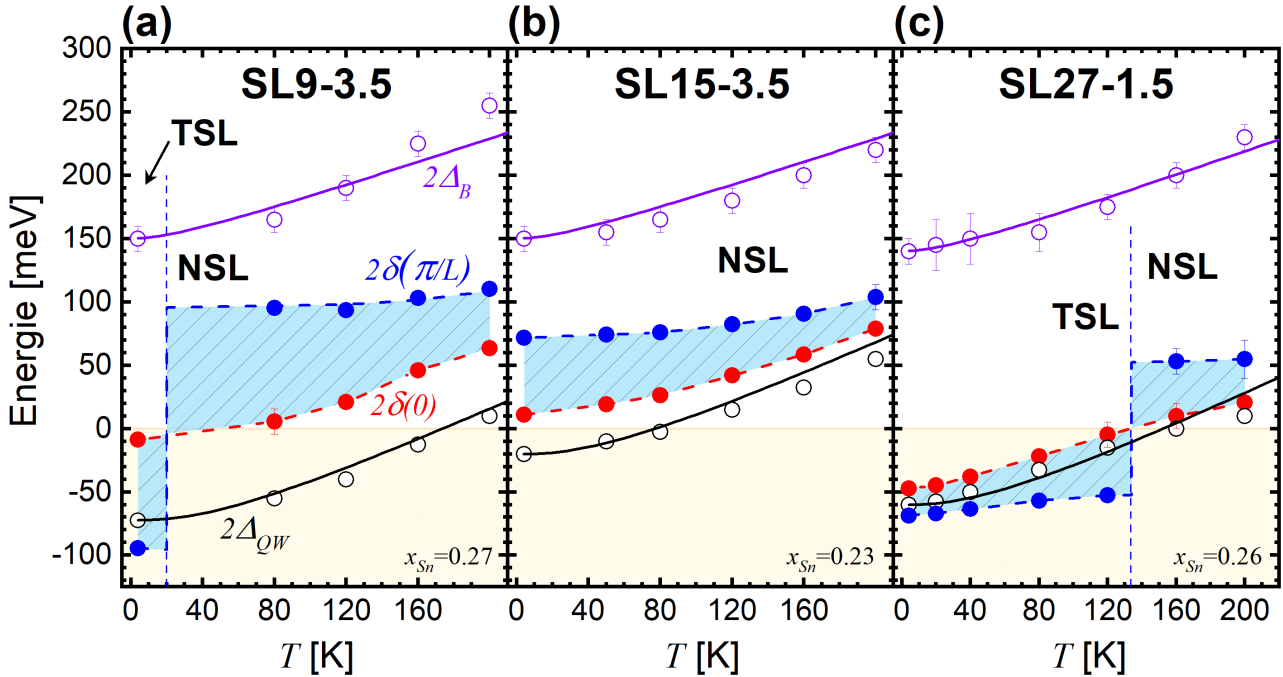 (a) (b) (c)
SL9-3.5 SL15-3.5 SL27-1.5
Energie [meV]
300
250
200
150
100
50
0
-50
-100
TSL
2Δ_B
NSL
2δ(π/L)
2δ(0)
2Δ_QW
x_Sn=0.27
NSL
x_Sn=0.23
NSL
TSL
x_Sn=0.26
0 40 80 120 160 0 40 80 120 160 0 40 80 120 160 200
T [K] T [K] T [K]